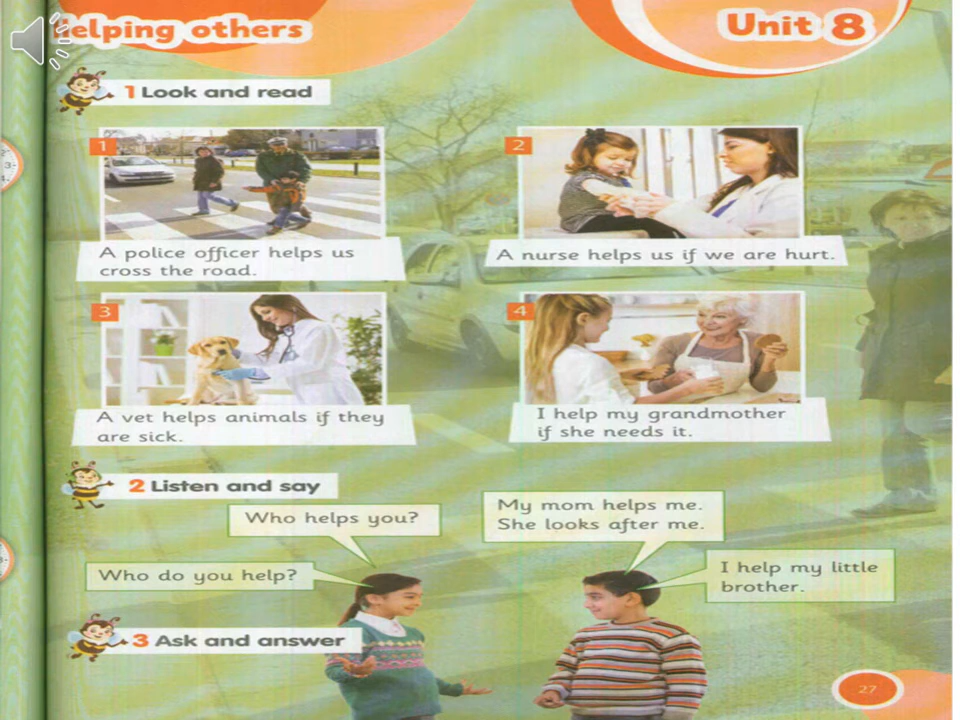 Helping others
Unit 8
1 Look and read
1
A police officer helps us
cross the road.
2
A nurse helps us if we are hurt.
3
A vet helps animals if they
are sick.
4
I help my grandmother
if she needs it.
2 Listen and say
Who helps you?
My mom helps me.
She looks after me.
Who do you help?
I help my little
brother.
3 Ask and answer
27